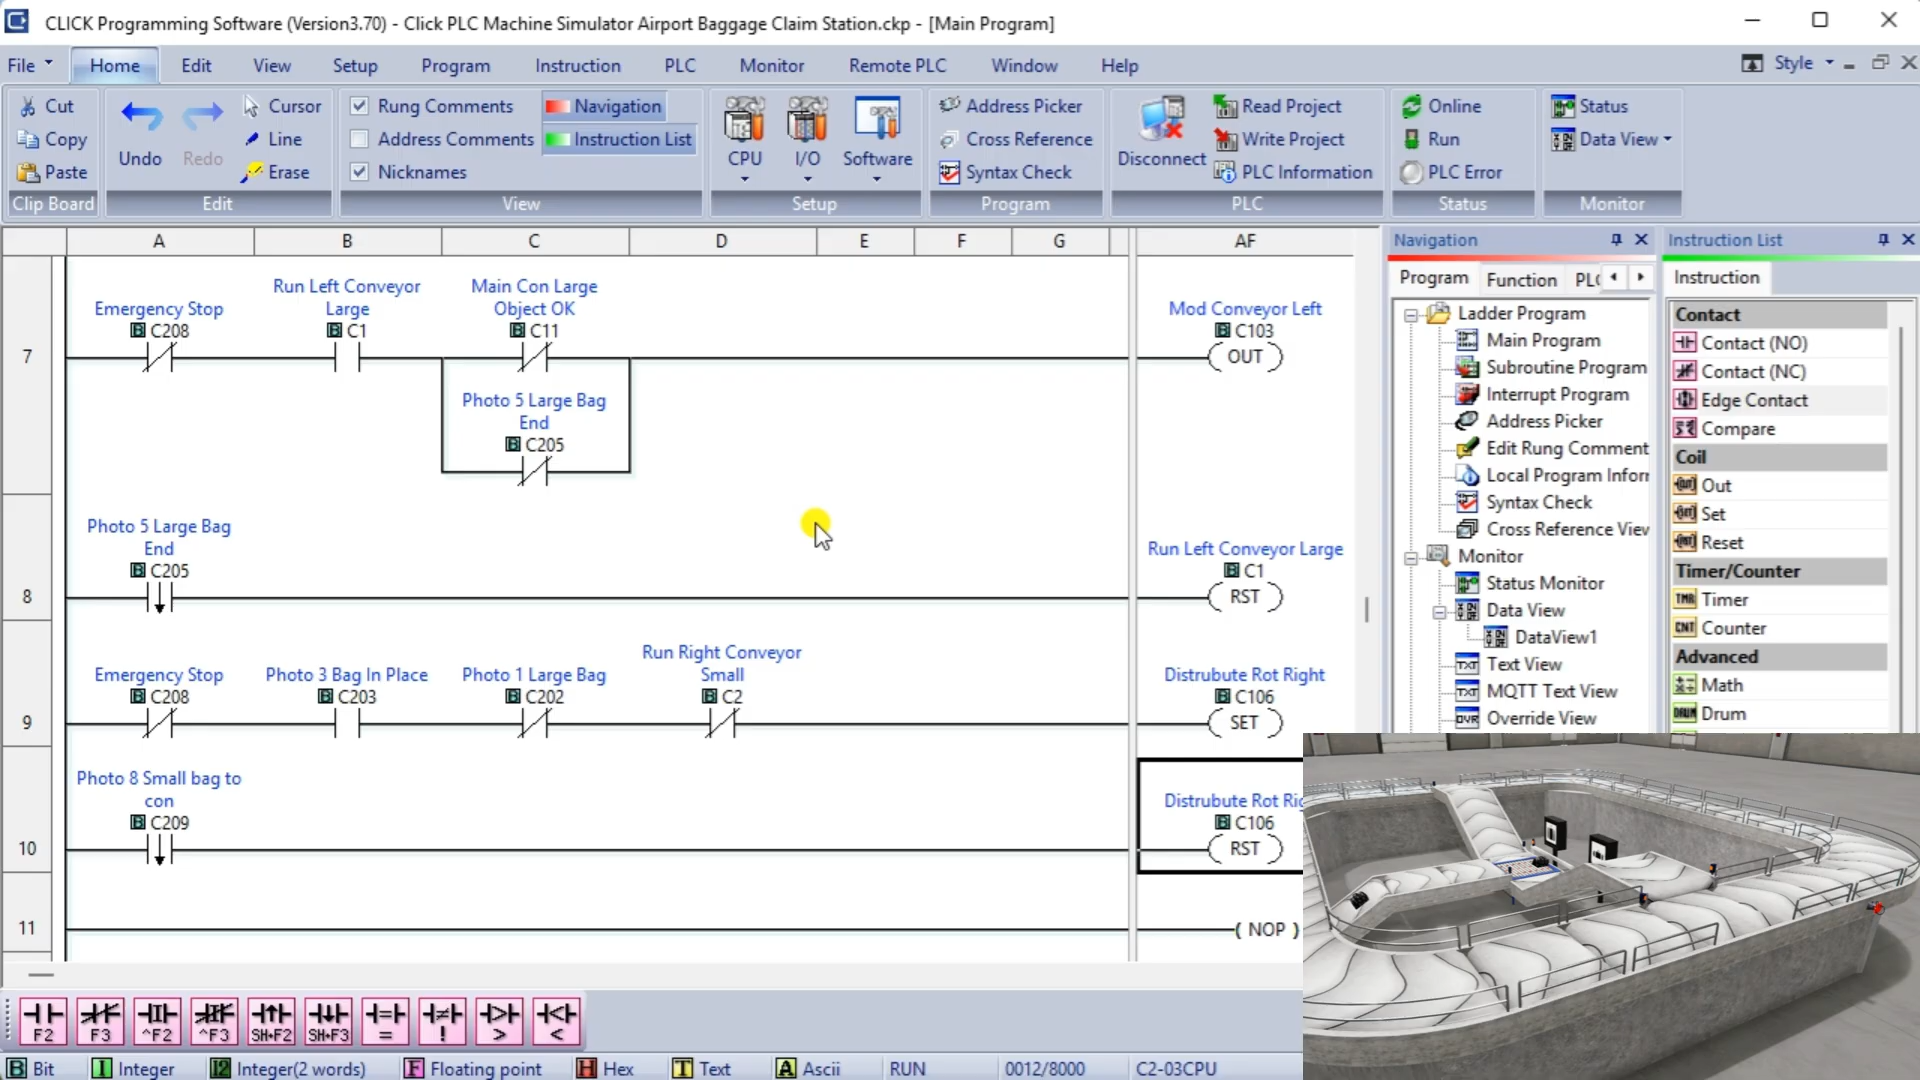 CLICK Programming Software (Version3.70) - Click PLC Machine Simulator Airport Baggage Claim Station.ckp - [Main Program]
File Home Edit View Setup Program Instruction PLC Monitor Remote PLC Window Help Style
Cut
Copy
Paste
Clip Board
Undo
Redo
Cursor
Line
Erase
Edit
Rung Comments
Address Comments
Nicknames
Navigation
Instruction List
View
CPU
I/O
Software
Setup
Address Picker
Cross Reference
Syntax Check
Program
Disconnect
Read Project
Write Project
PLC Information
PLC
Online
Run
PLC Error
Status
Status
Data View
Monitor
A B C D E F G AF
7
Emergency Stop
C208
Run Left Conveyor
Large
C1
Main Con Large
Object OK
C11
Mod Conveyor Left
C103
OUT
Photo 5 Large Bag
End
C205
8
Photo 5 Large Bag
End
C205
Run Left Conveyor Large
C1
RST
9
Emergency Stop
C208
Photo 3 Bag In Place
C203
Photo 1 Large Bag
C202
Run Right Conveyor
Small
C2
Distrubute Rot Right
C106
SET
10
Photo 8 Small bag to
con
C209
Distrubute Rot Rig
C106
RST
11
( NOP )
Navigation
Program Function PLC
Ladder Program
Main Program
Subroutine Program
Interrupt Program
Address Picker
Edit Rung Comment
Local Program Infor
Syntax Check
Cross Reference View
Monitor
Status Monitor
Data View
DataView1
Text View
MQTT Text View
Override View
Instruction List
Instruction
Contact
Contact (NO)
Contact (NC)
Edge Contact
Compare
Coil
Out
Set
Reset
Timer/Counter
Timer
Counter
Advanced
Math
Drum
F2 F3 ^F2 ^F3 SH+F2 SH+F3 = ! > <
B Bit I Integer I2 Integer(2 words) F Floating point H Hex T Text A Ascii RUN 0012/8000 C2-03CPU